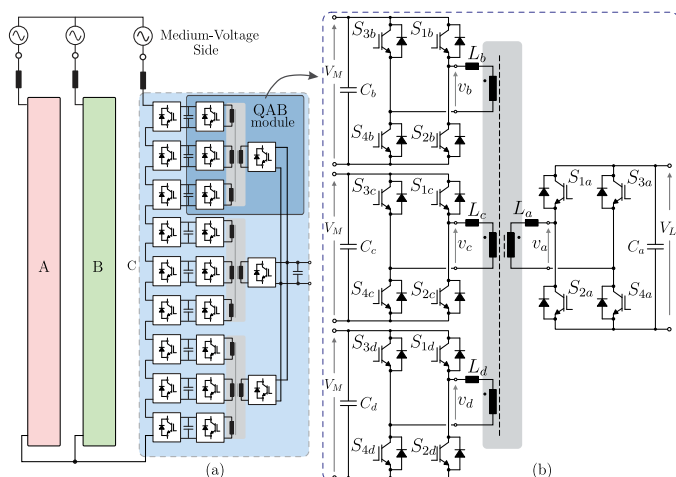 Medium-Voltage
Side
QAB
module
A
B
C
(a)
S3b
S1b
Lb
VM
Cb
vb
S4b
S2b
S3c
S1c
Lc
VM
Cc
vc
S4c
S2c
S3d
S1d
Ld
VM
Cd
vd
S4d
S2d
La
va
S1a
S3a
Ca
VL
S2a
S4a
(b)